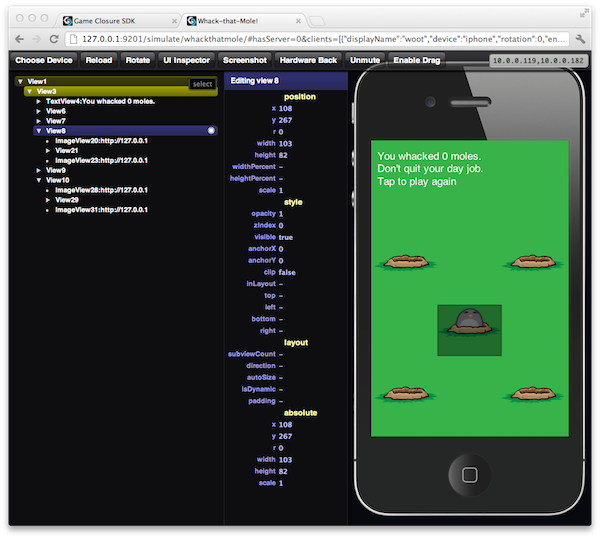 Game Closure SDK
Whack-that-Mole!
127.0.0.1:9201/simulate/whackthatmole/#hasServer=0&clients=[{"displayName":"woot","device":"iphone","rotation":0,"en...
Choose Device Reload Rotate UI Inspector Screenshot Hardware Back Unmute Enable Drag
10.0.0.119,10.0.0.182
View1
select
View3
TextView4:You whacked 0 moles.
View6
View7
View8
ImageView20:http://127.0.0.1
View21
ImageView23:http://127.0.0.1
View9
View10
ImageView28:http://127.0.0.1
View29
ImageView31:http://127.0.0.1
Editing view 8
position
x 108
y 267
r 0
width 103
height 82
widthPercent –
heightPercent –
scale 1
style
opacity 1
zIndex 0
visible true
anchorX 0
anchorY 0
clip false
inLayout –
top –
left –
bottom –
right –
layout
subviewCount –
direction –
autoSize –
isDynamic –
padding –
absolute
x 108
y 267
r 0
width 103
height 82
scale 1
You whacked 0 moles.
Don't quit your day job.
Tap to play again